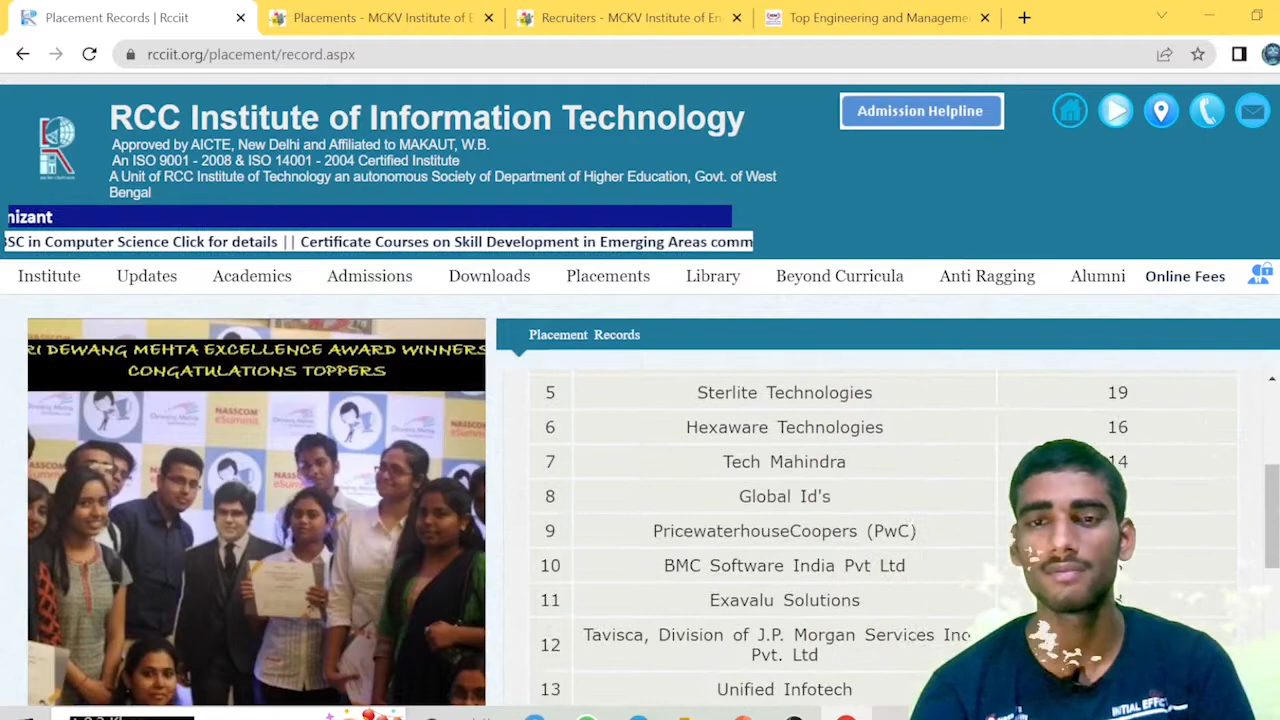 Placement Records | Rcciit
Placements - MCKV Institute of E
Recruiters - MCKV Institute of En
Top Engineering and Manageme
rcciit.org/placement/record.aspx
RCC Institute of Information Technology
Approved by AICTE, New Delhi and Affiliated to MAKAUT, W.B.
An ISO 9001 - 2008 & ISO 14001 - 2004 Certified Institute
A Unit of RCC Institute of Technology an autonomous Society of Department of Higher Education, Govt. of West
Bengal
Admission Helpline
nizant
SC in Computer Science Click for details || Certificate Courses on Skill Development in Emerging Areas comm
Institute Updates Academics Admissions Downloads Placements Library Beyond Curricula Anti Ragging Alumni Online Fees
RI DEWANG MEHTA EXCELLENCE AWARD WINNERS
CONGATULATIONS TOPPERS
NASSCOM
eSummit
Placement Records
5 Sterlite Technologies 19
6 Hexaware Technologies 16
7 Tech Mahindra 14
8 Global Id's
9 PricewaterhouseCoopers (PwC)
10 BMC Software India Pvt Ltd
11 Exavalu Solutions
12 Tavisca, Division of J.P. Morgan Services Inc
Pvt. Ltd
13 Unified Infotech
INITIAL EFFEC